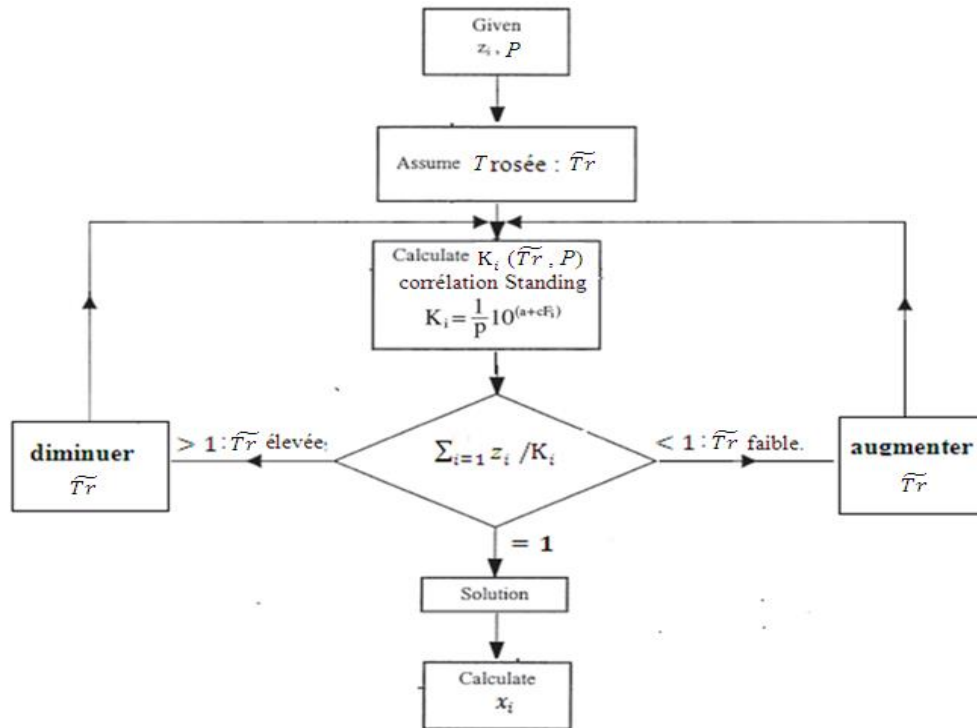 Given
zᵢ, P
Assume T rosée : T̃r
Calculate Kᵢ (T̃r , P)
corrélation Standing
Kᵢ = 1/p 10^(a+cFᵢ)
diminuer
T̃r
> 1 : T̃r élevée;
∑ᵢ₌₁ zᵢ /Kᵢ
< 1 : T̃r faible.
augmenter
T̃r
= 1
Solution
Calculate
xᵢ